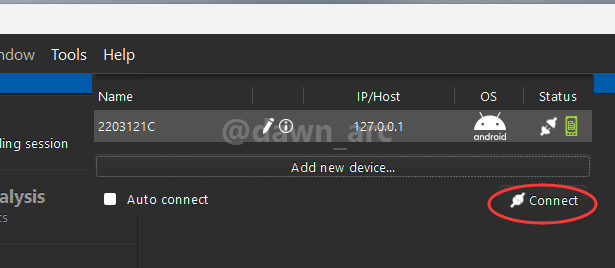 ndow Tools Help
Name IP/Host OS Status
2203121C 127.0.0.1 android
@dawn_arc
ling session
Add new device...
alysis
Auto connect Connect
cs